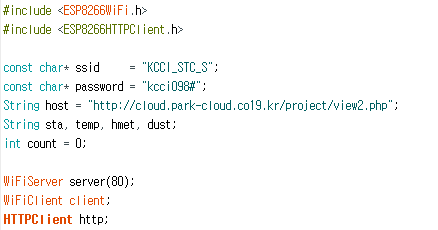 #include <ESP8266WiFi.h>
#include <ESP8266HTTPClient.h>
const char* ssid     = "KCCI_STC_S";
const char* password = "kcci098#";
String host = "http://cloud.park-cloud.co19.kr/project/view2.php";
String sta, temp, hmet, dust;
int count = 0;
WiFiServer server(80);
WiFiClient client;
HTTPClient http;